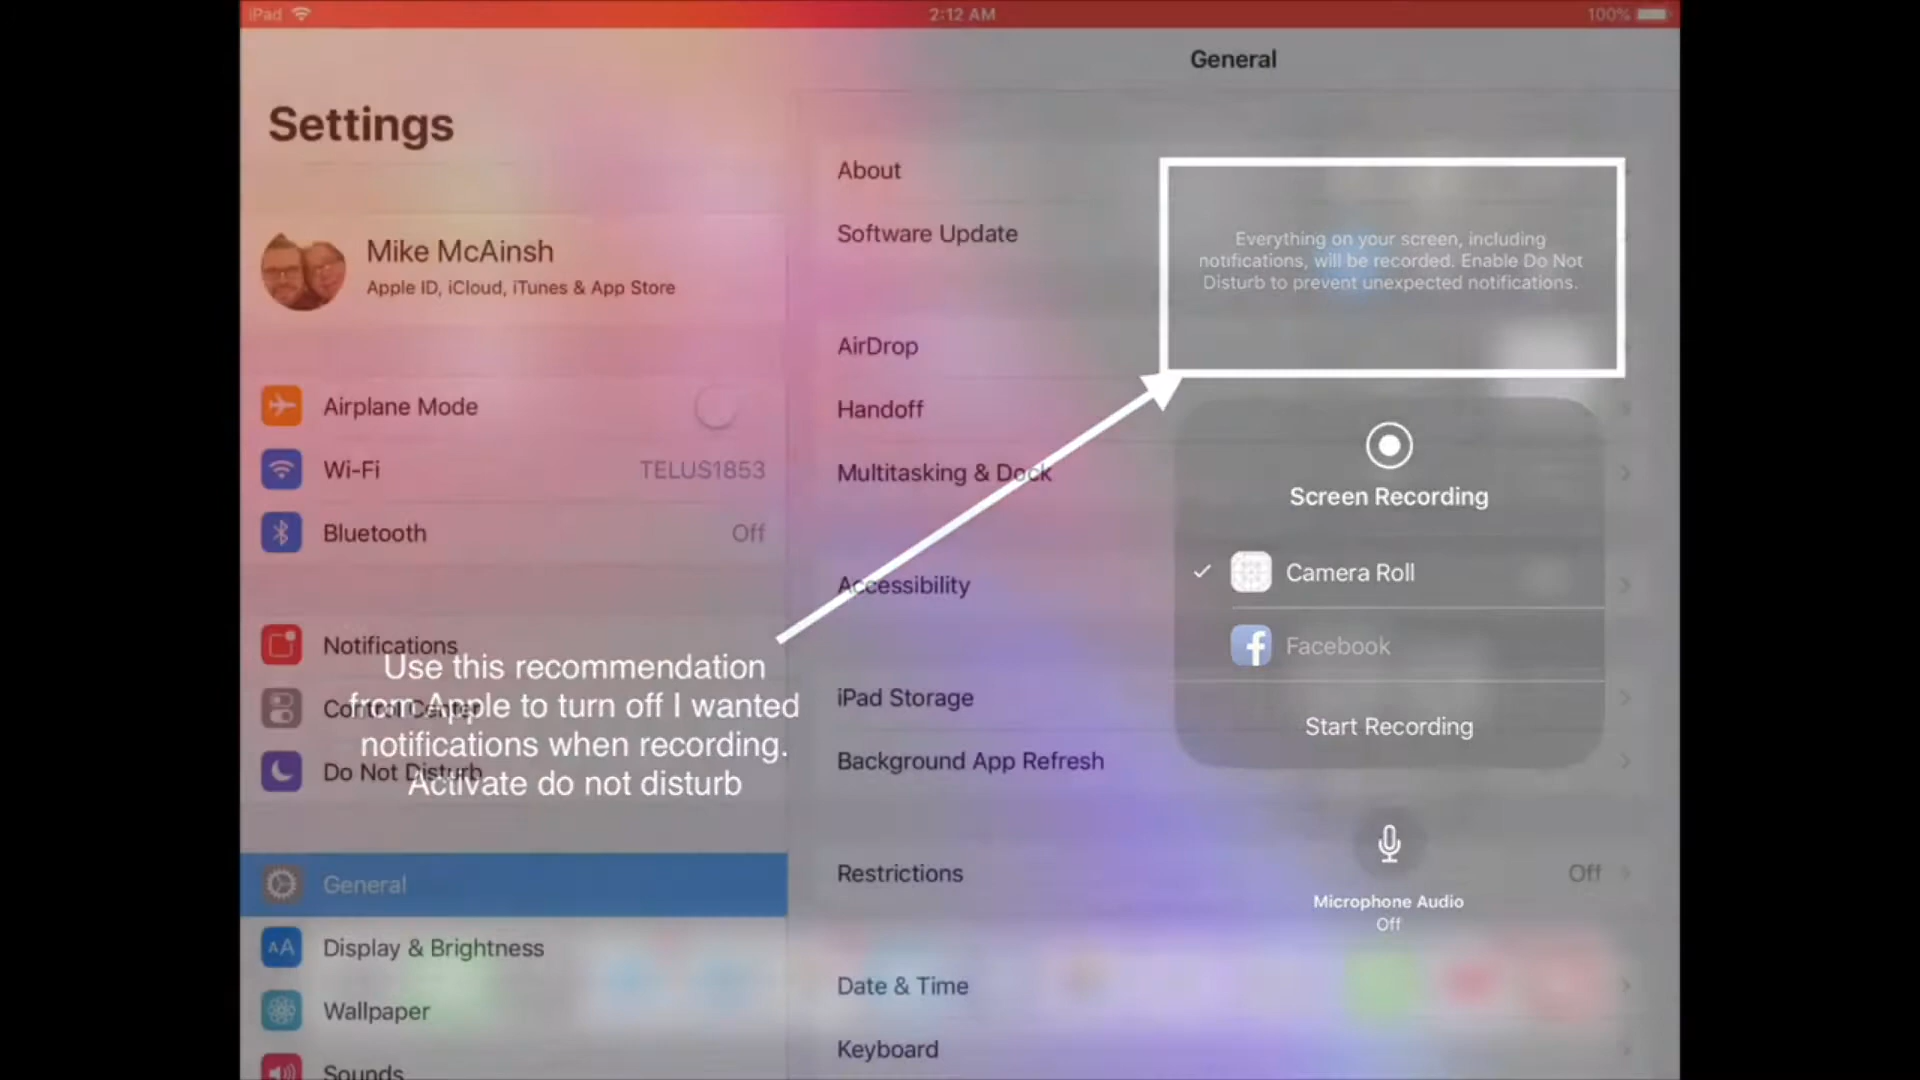 iPad
2:12 AM
100%
Settings
General
Mike McAinsh
Apple ID, iCloud, iTunes & App Store
Airplane Mode
Wi-Fi
TELUS1853
Bluetooth
Off
Notifications
Control Center
Do Not Disturb
General
Display & Brightness
Wallpaper
Sounds
Use this recommendation
from Apple to turn off I wanted
notifications when recording.
Activate do not disturb
About
Software Update
AirDrop
Handoff
Multitasking & Dock
Accessibility
iPad Storage
Background App Refresh
Restrictions
Off
Date & Time
Keyboard
Everything on your screen, including
notifications, will be recorded. Enable Do Not
Disturb to prevent unexpected notifications.
Screen Recording
Camera Roll
Facebook
Start Recording
Microphone Audio
Off